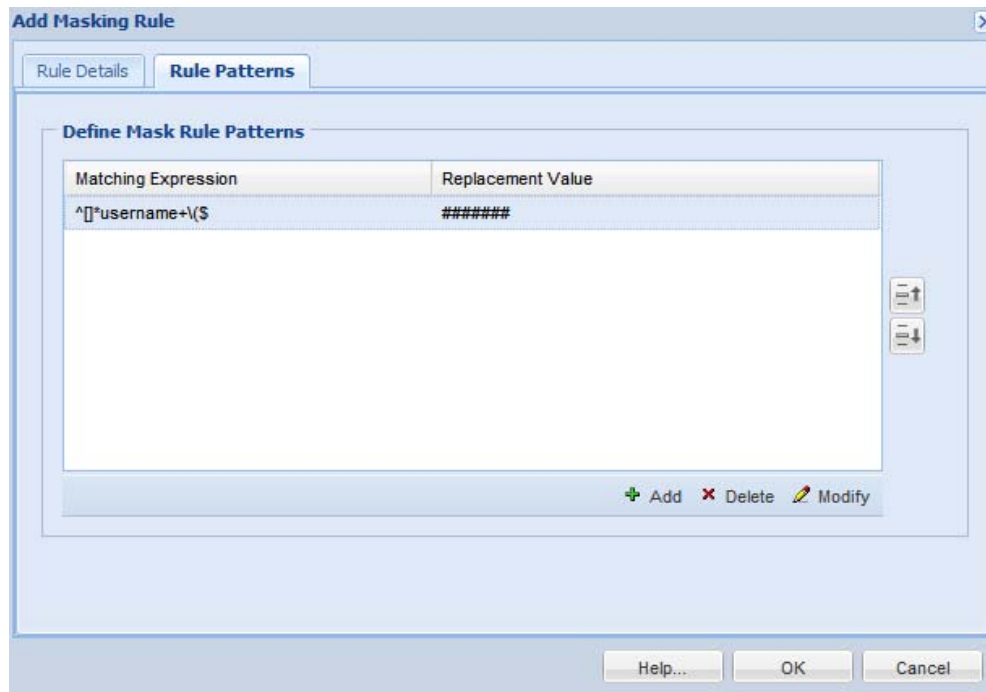 Add Masking Rule
Rule Details Rule Patterns
Define Mask Rule Patterns
Matching Expression Replacement Value
^[]*username+\($ #######
Add Delete Modify
Help... OK Cancel